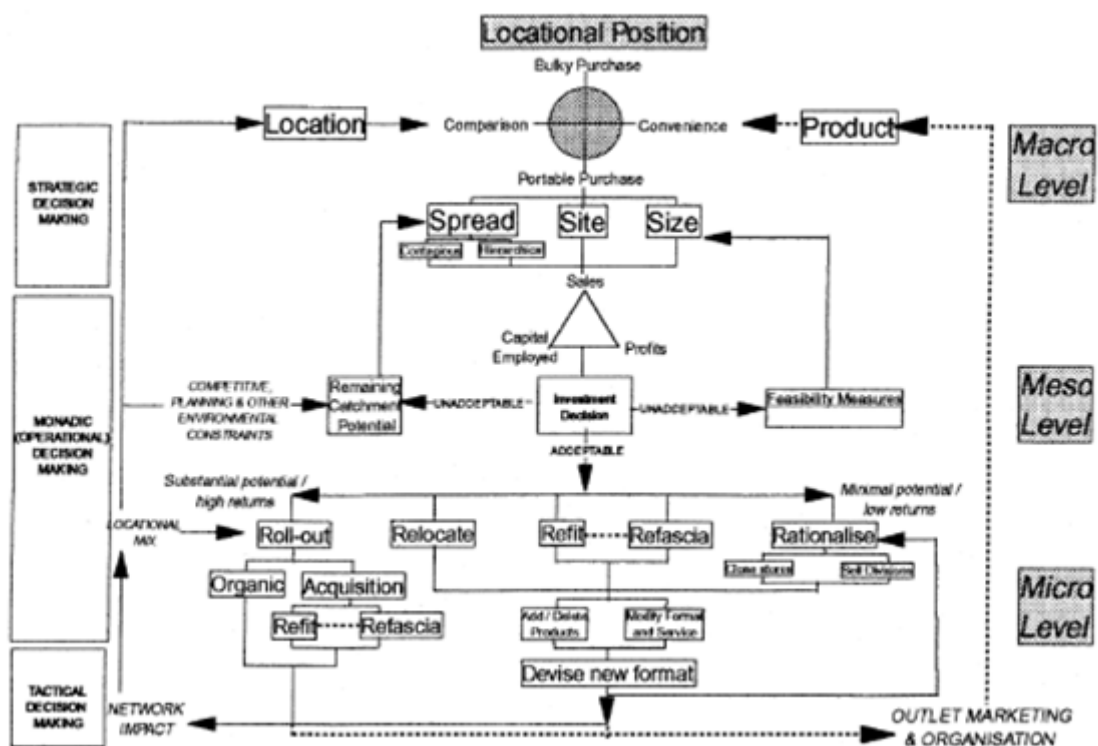 Locational Position
Bulky Purchase
Location
Comparison
Convenience
Product
Macro
Level
STRATEGIC
DECISION
MAKING
Portable Purchase
Spread
Site
Size
Contagious
Hierarchical
Sales
Capital
Employed
Profits
MONADIC
(OPERATIONAL)
DECISION
MAKING
COMPETITIVE,
PLANNING & OTHER
ENVIRONMENTAL
CONSTRAINTS
Remaining
Catchment
Potential
UNACCEPTABLE
Investment
Decision
UNACCEPTABLE
Feasibility Measures
Meso
Level
ACCEPTABLE
Substantial potential /
high returns
Minimal potential /
low returns
LOCATIONAL
MIX
Roll-out
Relocate
Refit
Refascia
Rationalise
Close stores
Sell Divisions
Organic
Acquisition
Refit
Refascia
Add / Delete
Products
Modify Format
and Service
Micro
Level
Devise new format
TACTICAL
DECISION
MAKING
NETWORK
IMPACT
OUTLET MARKETING
& ORGANISATION